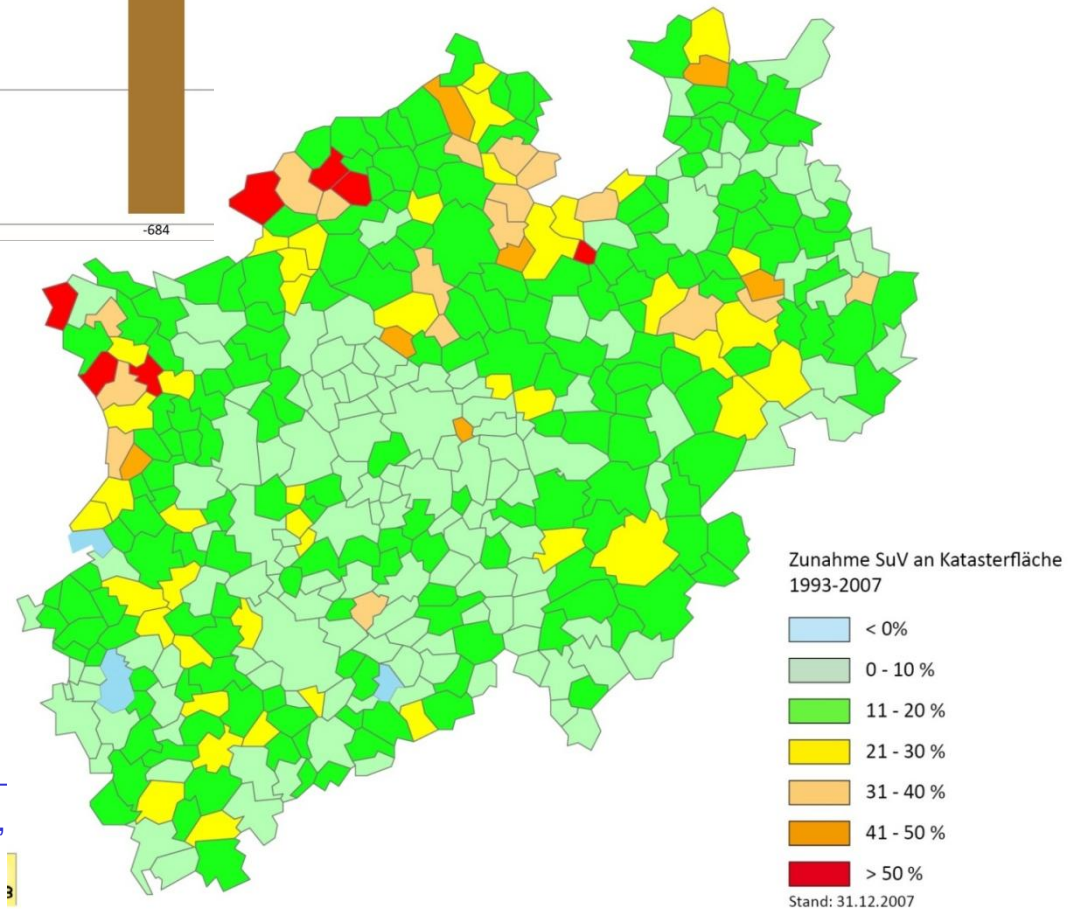 -684
Zunahme SuV an Katasterfläche
1993-2007
< 0%
0 - 10 %
11 - 20 %
21 - 30 %
31 - 40 %
41 - 50 %
> 50 %
Stand: 31.12.2007